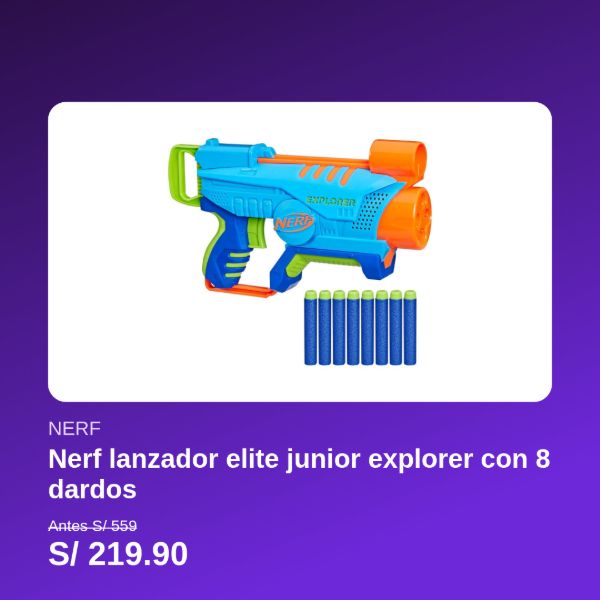 EXPLORER
NERF
NERF
Nerf lanzador elite junior explorer con 8
dardos
Antes S/ 559
S/ 219.90